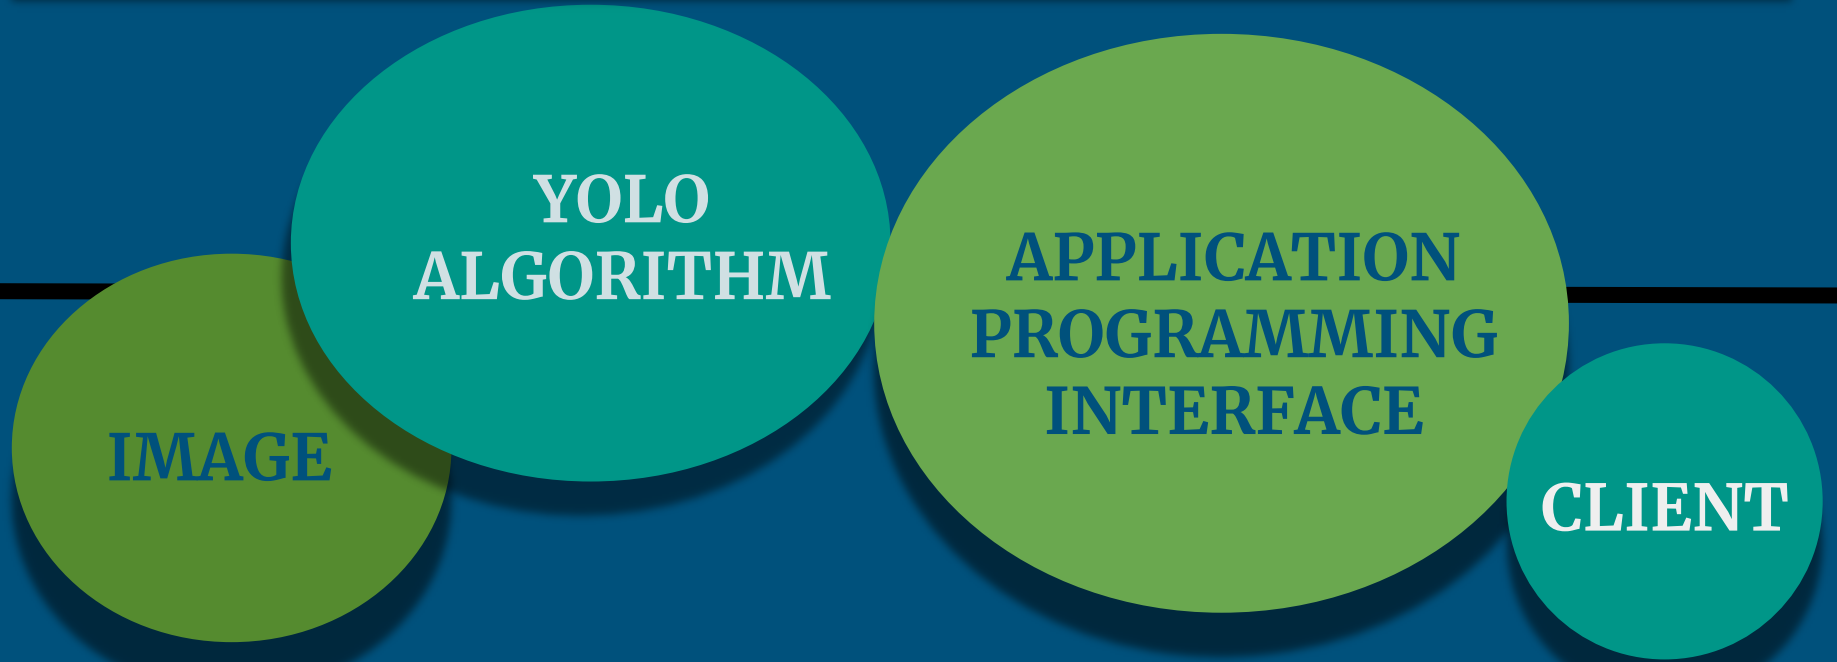 IMAGE
YOLO
ALGORITHM
APPLICATION
PROGRAMMING
INTERFACE
CLIENT